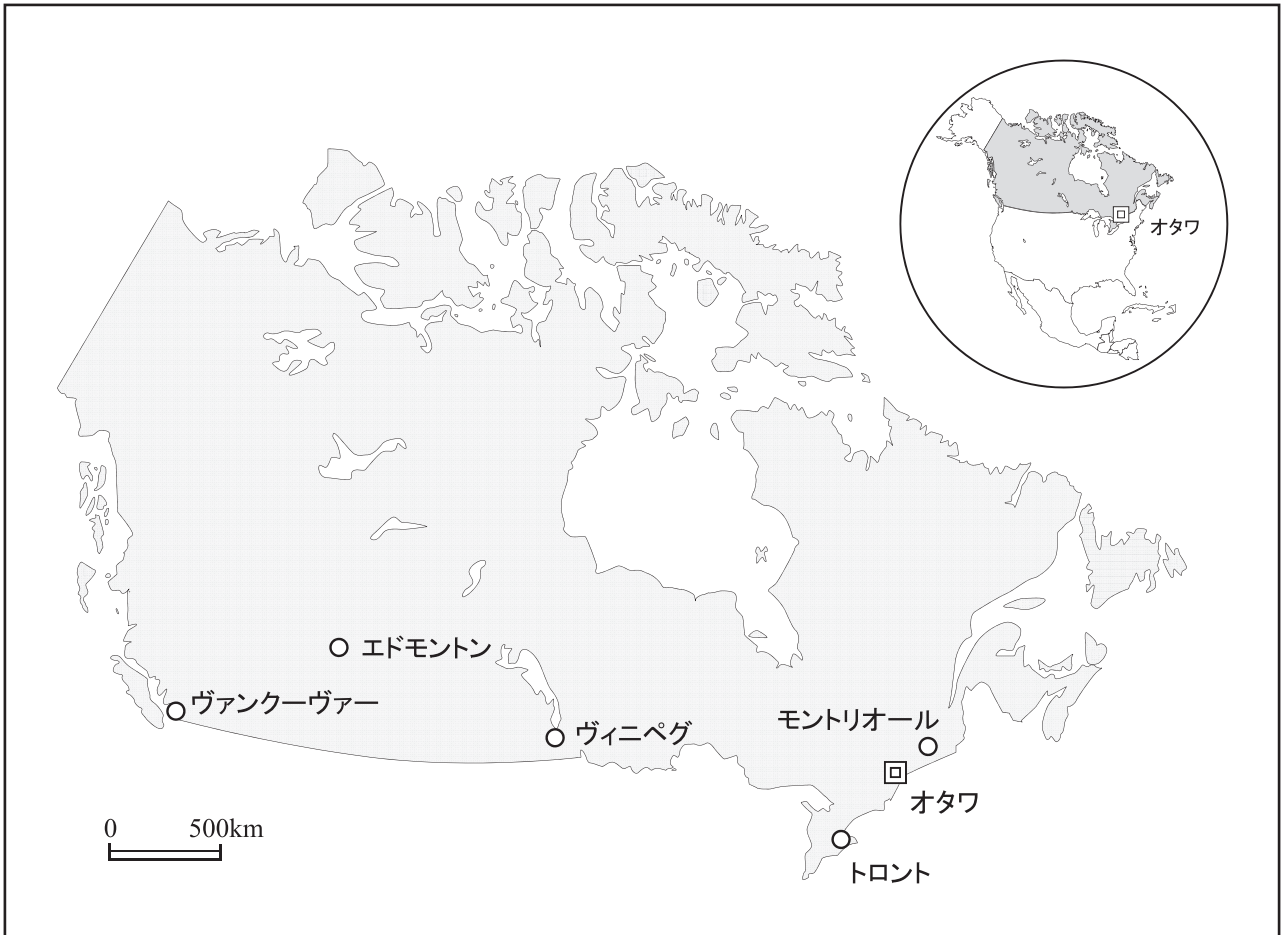 オタワ
エドモントン
ヴァンクーヴァー
ヴィニペグ
モントリオール
オタワ
トロント
0 500km